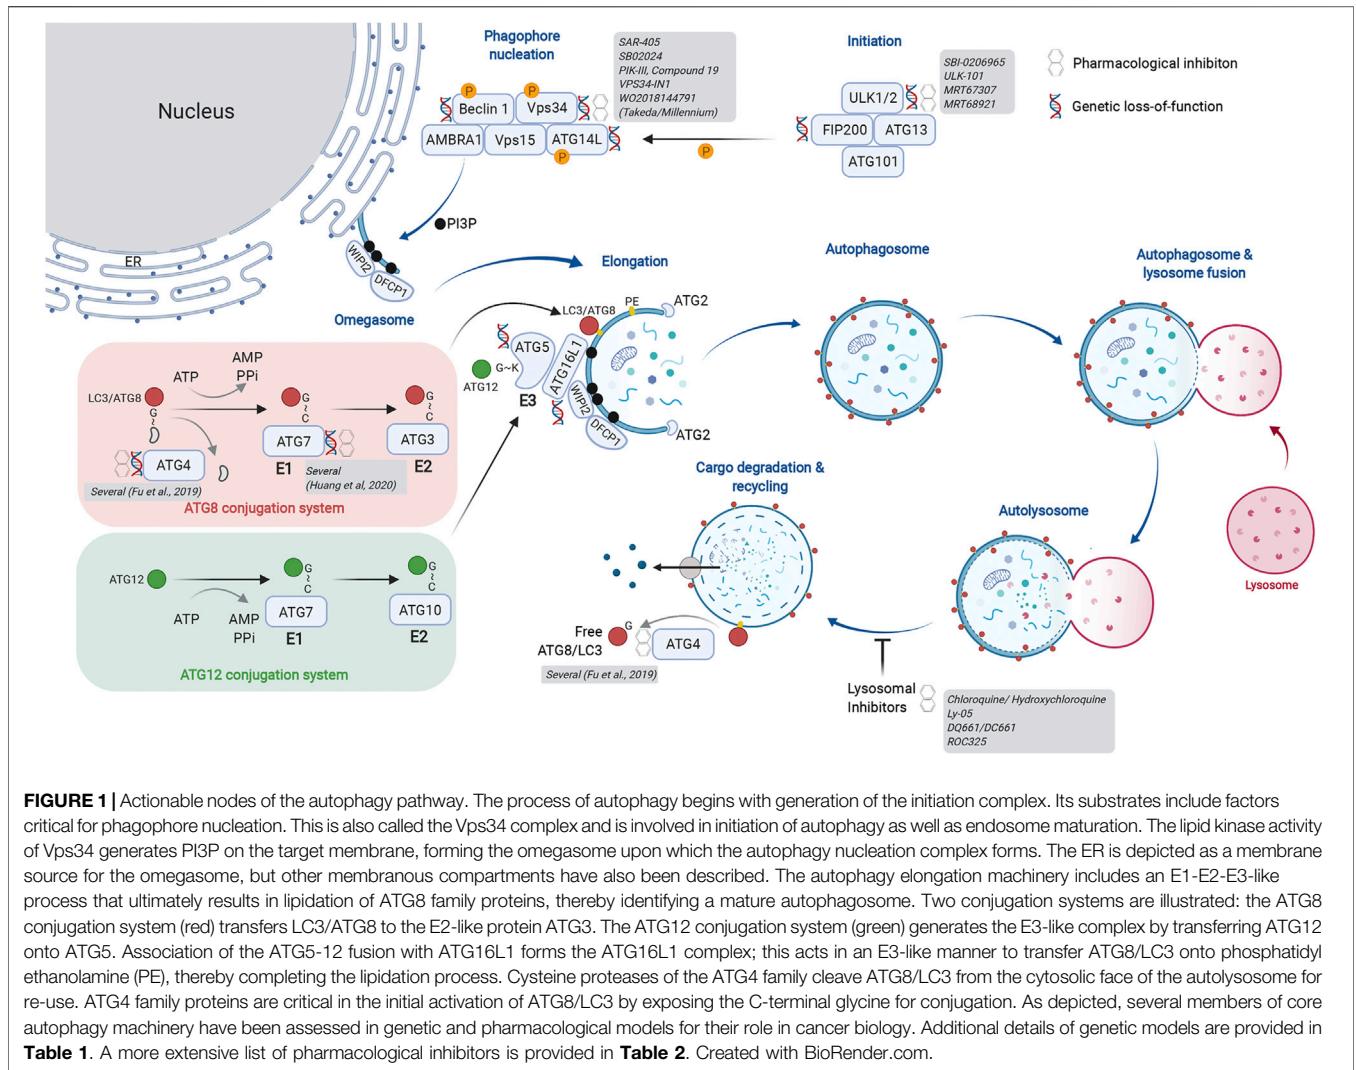 Nucleus
ER
Phagophore
nucleation
SAR-405
SB02024
PIK-III, Compound 19
VPS34-IN1
WO2018144791
(Takeda/Millennium)
P
P
Beclin 1
Vps34
AMBRA1
Vps15
ATG14L
P
P
Initiation
SBI-0206965
ULK-101
MRT67307
MRT68921
ULK1/2
FIP200
ATG13
ATG101
Pharmacological inhibiton
Genetic loss-of-function
PI3P
WIPI2
DFCP1
Omegasome
Elongation
LC3/ATG8
PE
ATG2
ATG5
G~K
ATG12
E3
ATG16L1
WIPI2
DFCP1
ATG2
Autophagosome
Autophagosome &
lysosome fusion
Lysosome
Autolysosome
Cargo degradation &
recycling
Free
ATG8/LC3
G
ATG4
Several (Fu et al., 2019)
Lysosomal
Inhibitors
Chloroquine/ Hydroxychloroquine
Ly-05
DQ661/DC661
ROC325
ATP
AMP
PPi
LC3/ATG8
G
~
G
~
C
G
~
C
ATG4
ATG7
ATG3
E1
E2
Several (Fu et al., 2019)
Several
(Huang et al, 2020)
ATG8 conjugation system
ATG12
ATP
AMP
PPi
G
~
C
G
~
C
ATG7
ATG10
E1
E2
ATG12 conjugation system
FIGURE 1 | Actionable nodes of the autophagy pathway. The process of autophagy begins with generation of the initiation complex. Its substrates include factors
critical for phagophore nucleation. This is also called the Vps34 complex and is involved in initiation of autophagy as well as endosome maturation. The lipid kinase activity
of Vps34 generates PI3P on the target membrane, forming the omegasome upon which the autophagy nucleation complex forms. The ER is depicted as a membrane
source for the omegasome, but other membranous compartments have also been described. The autophagy elongation machinery includes an E1-E2-E3-like
process that ultimately results in lipidation of ATG8 family proteins, thereby identifying a mature autophagosome. Two conjugation systems are illustrated: the ATG8
conjugation system (red) transfers LC3/ATG8 to the E2-like protein ATG3. The ATG12 conjugation system (green) generates the E3-like complex by transferring ATG12
onto ATG5. Association of the ATG5-12 fusion with ATG16L1 forms the ATG16L1 complex; this acts in an E3-like manner to transfer ATG8/LC3 onto phosphatidyl
ethanolamine (PE), thereby completing the lipidation process. Cysteine proteases of the ATG4 family cleave ATG8/LC3 from the cytosolic face of the autolysosome for
re-use. ATG4 family proteins are critical in the initial activation of ATG8/LC3 by exposing the C-terminal glycine for conjugation. As depicted, several members of core
autophagy machinery have been assessed in genetic and pharmacological models for their role in cancer biology. Additional details of genetic models are provided in
Table 1. A more extensive list of pharmacological inhibitors is provided in Table 2. Created with BioRender.com.